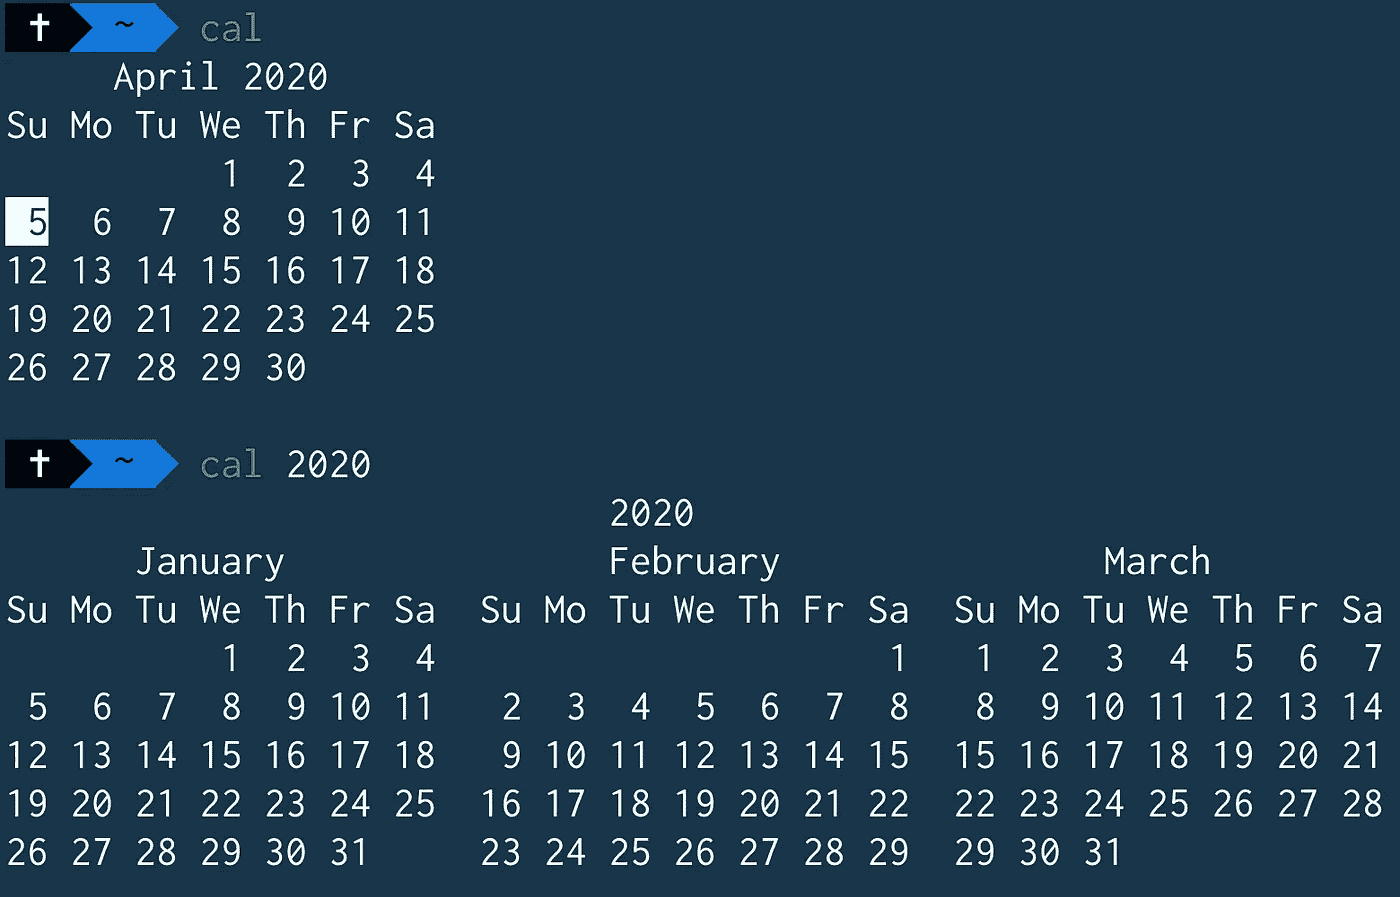 ✝ ~ cal
     April 2020
Su Mo Tu We Th Fr Sa
          1  2  3  4
 5  6  7  8  9 10 11
12 13 14 15 16 17 18
19 20 21 22 23 24 25
26 27 28 29 30
✝ ~ cal 2020
                            2020
      January               February               March
Su Mo Tu We Th Fr Sa  Su Mo Tu We Th Fr Sa  Su Mo Tu We Th Fr Sa
          1  2  3  4                     1   1  2  3  4  5  6  7
 5  6  7  8  9 10 11   2  3  4  5  6  7  8   8  9 10 11 12 13 14
12 13 14 15 16 17 18   9 10 11 12 13 14 15  15 16 17 18 19 20 21
19 20 21 22 23 24 25  16 17 18 19 20 21 22  22 23 24 25 26 27 28
26 27 28 29 30 31     23 24 25 26 27 28 29  29 30 31